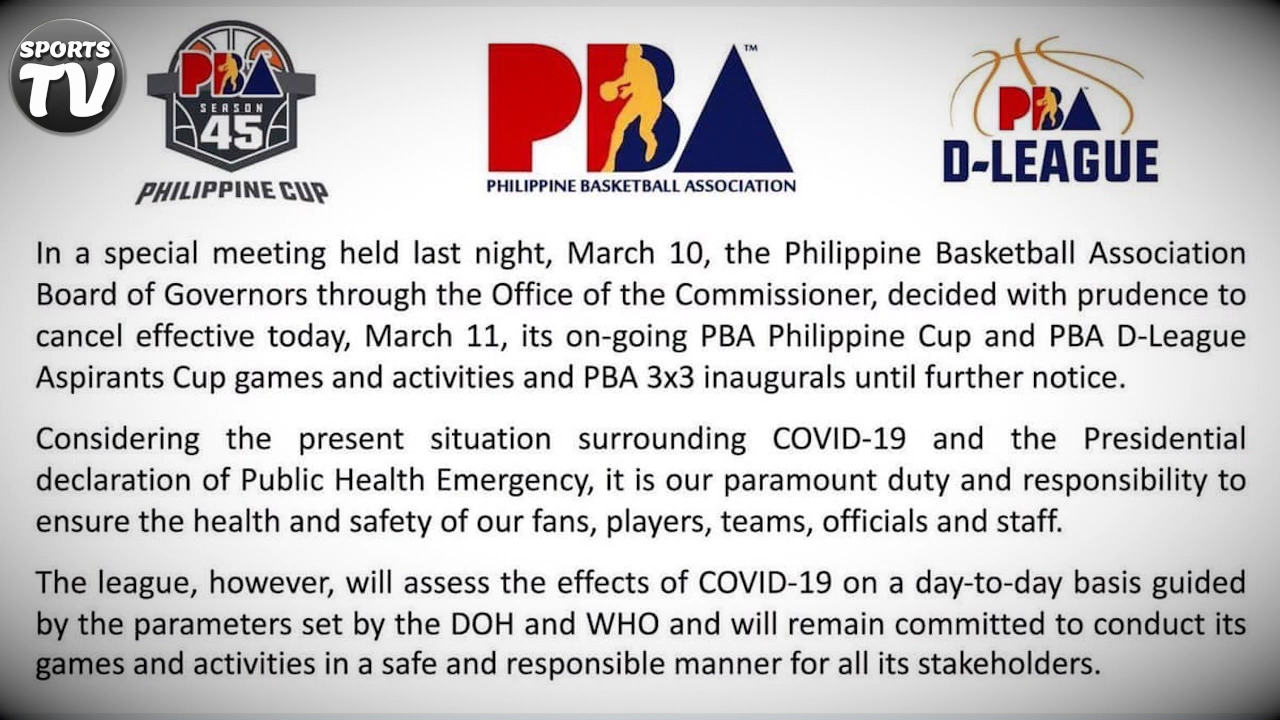 SPORTS
TV
PBA
SEASON
45
PHILIPPINE CUP
PBA™
PHILIPPINE BASKETBALL ASSOCIATION
PBA
D-LEAGUE
In a special meeting held last night, March 10, the Philippine Basketball Association
Board of Governors through the Office of the Commissioner, decided with prudence to
cancel effective today, March 11, its on-going PBA Philippine Cup and PBA D-League
Aspirants Cup games and activities and PBA 3x3 inaugurals until further notice.
Considering the present situation surrounding COVID-19 and the Presidential
declaration of Public Health Emergency, it is our paramount duty and responsibility to
ensure the health and safety of our fans, players, teams, officials and staff.
The league, however, will assess the effects of COVID-19 on a day-to-day basis guided
by the parameters set by the DOH and WHO and will remain committed to conduct its
games and activities in a safe and responsible manner for all its stakeholders.